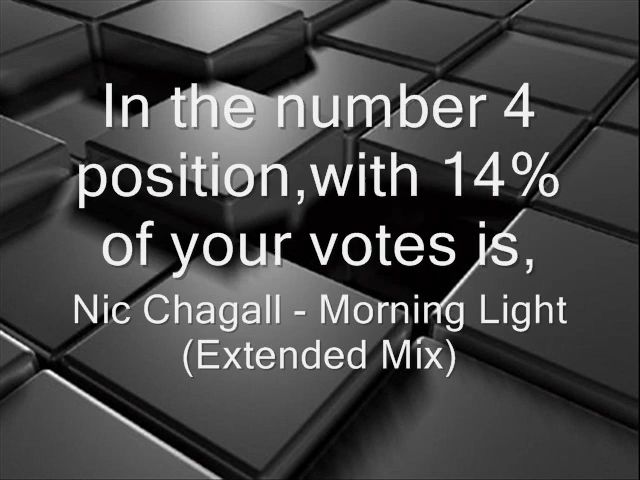 In the number 4
position,with 14%
of your votes is,
Nic Chagall - Morning Light
(Extended Mix)